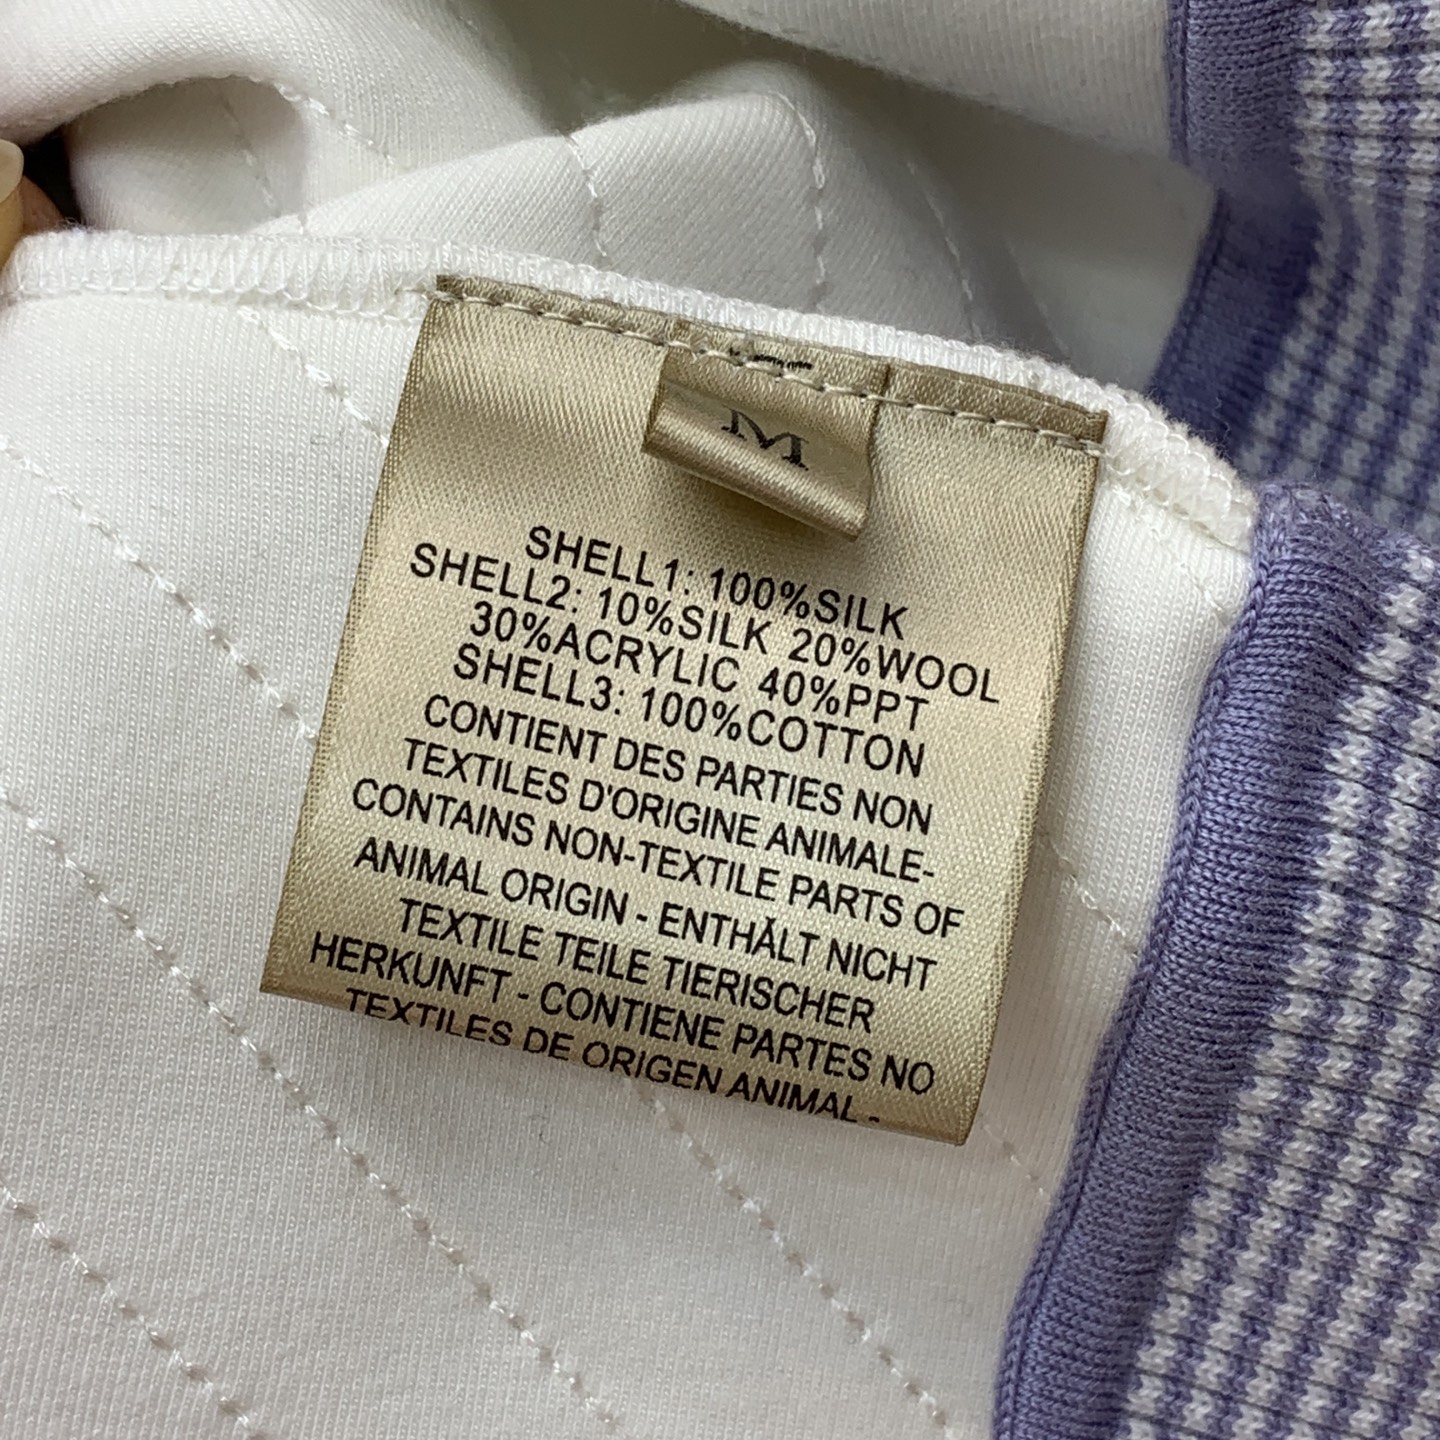 M
SHELL1: 100%SILK
SHELL2: 10%SILK 20%WOOL
30%ACRYLIC 40%PPT
SHELL3: 100%COTTON
CONTIENT DES PARTIES NON
TEXTILES D'ORIGINE ANIMALE-
CONTAINS NON-TEXTILE PARTS OF
ANIMAL ORIGIN - ENTHÄLT NICHT
TEXTILE TEILE TIERISCHER
HERKUNFT - CONTIENE PARTES NO
TEXTILES DE ORIGEN ANIMAL -